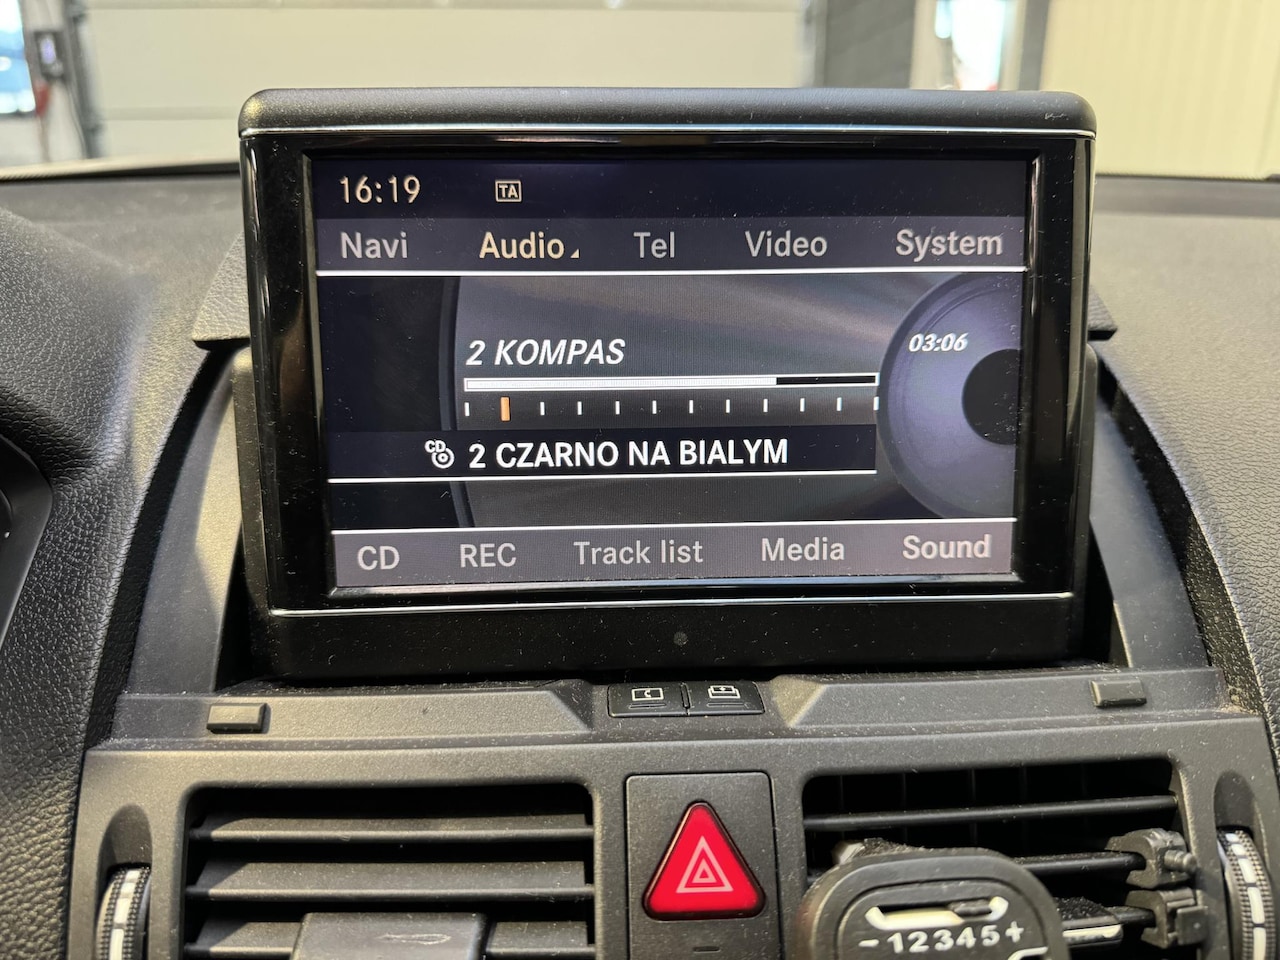 16:19 TA
Navi Audio Tel Video System
2 KOMPAS 03:06
CD 2 CZARNO NA BIALYM
CD REC Track list Media Sound
-12345+